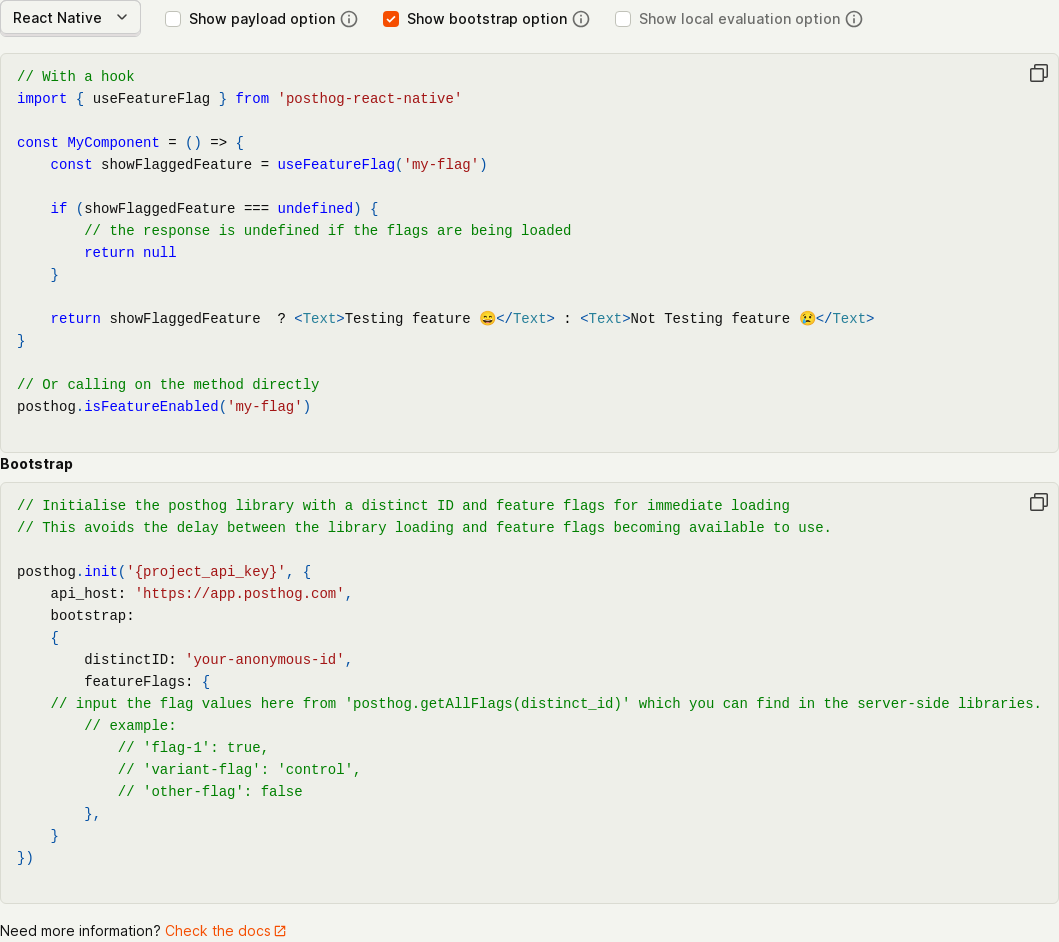 React Native
Show payload option
Show bootstrap option
Show local evaluation option
// With a hook
import { useFeatureFlag } from 'posthog-react-native'
const MyComponent = () => {
    const showFlaggedFeature = useFeatureFlag('my-flag')
    if (showFlaggedFeature === undefined) {
        // the response is undefined if the flags are being loaded
        return null
    }
    return showFlaggedFeature  ? <Text>Testing feature 😄</Text> : <Text>Not Testing feature 😢</Text>
}
// Or calling on the method directly
posthog.isFeatureEnabled('my-flag')
Bootstrap
// Initialise the posthog library with a distinct ID and feature flags for immediate loading
// This avoids the delay between the library loading and feature flags becoming available to use.
posthog.init('{project_api_key}', {
    api_host: 'https://app.posthog.com',
    bootstrap:
    {
        distinctID: 'your-anonymous-id',
        featureFlags: {
    // input the flag values here from 'posthog.getAllFlags(distinct_id)' which you can find in the server-side libraries.
        // example:
            // 'flag-1': true,
            // 'variant-flag': 'control',
            // 'other-flag': false
        },
    }
})
Need more information? Check the docs